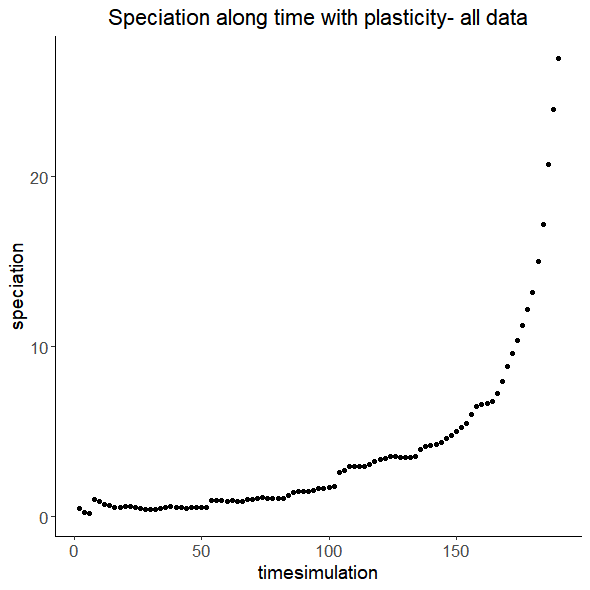 Speciation along time with plasticity- all data
speciation
20
10
0
0 50 100 150
timesimulation